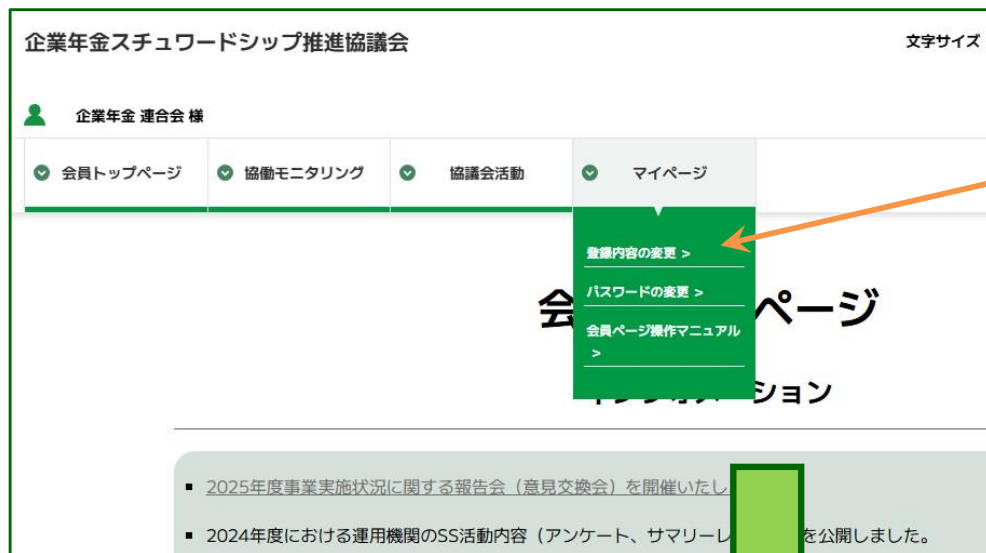 企業年金スチュワードシップ推進協議会
文字サイズ
企業年金 連合会 様
会員トップページ
協働モニタリング
協議会活動
マイページ
登録内容の変更 >
パスワードの変更 >
会員ページ操作マニュアル
>
会 ページ
ション
2025年度事業実施状況に関する報告会（意見交換会）を開催いたし
2024年度における運用機関のSS活動内容（アンケート、サマリーレ を公開しました。